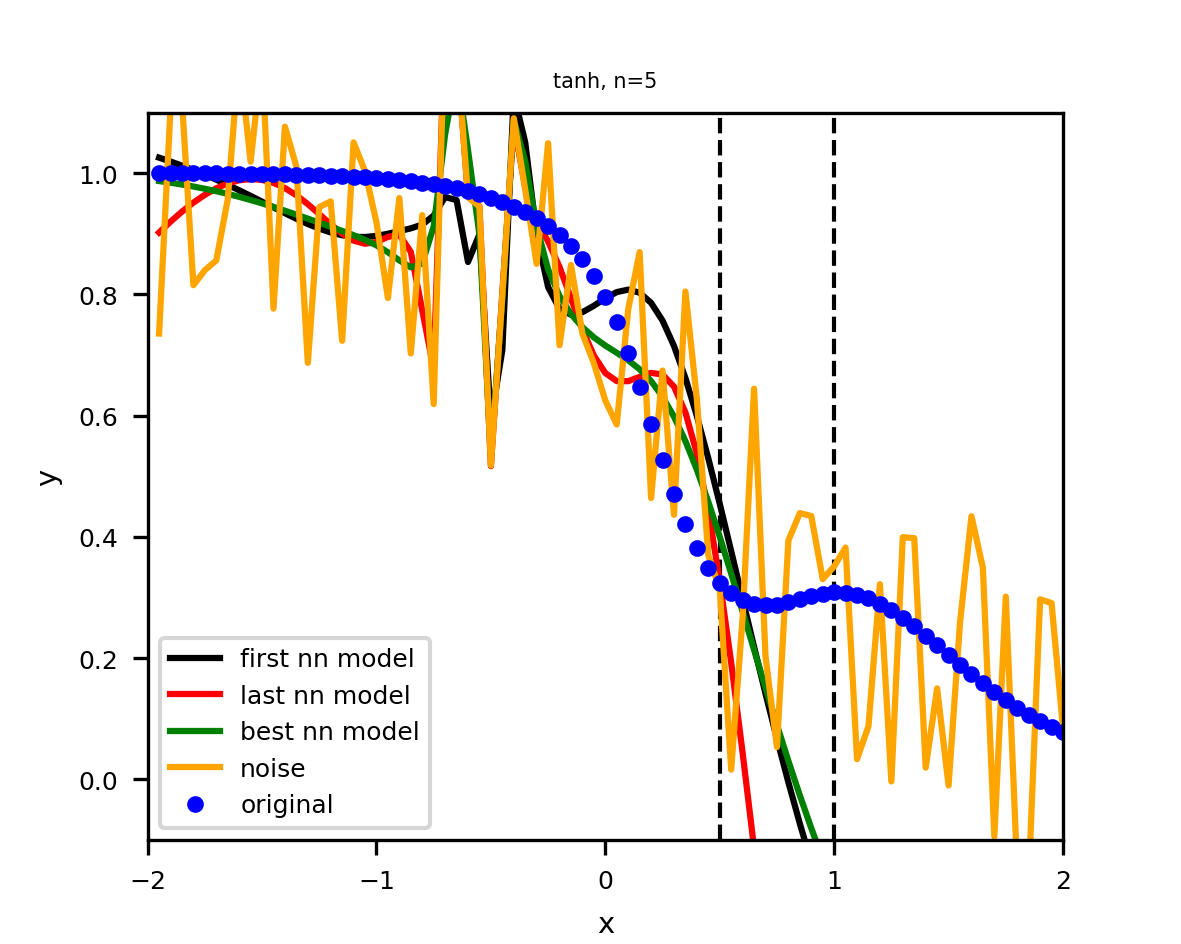 tanh, n=5
1.0
0.8
0.6
0.4
0.2
0.0
y
first nn model
last nn model
best nn model
noise
original
−2
−1
0
1
2
x